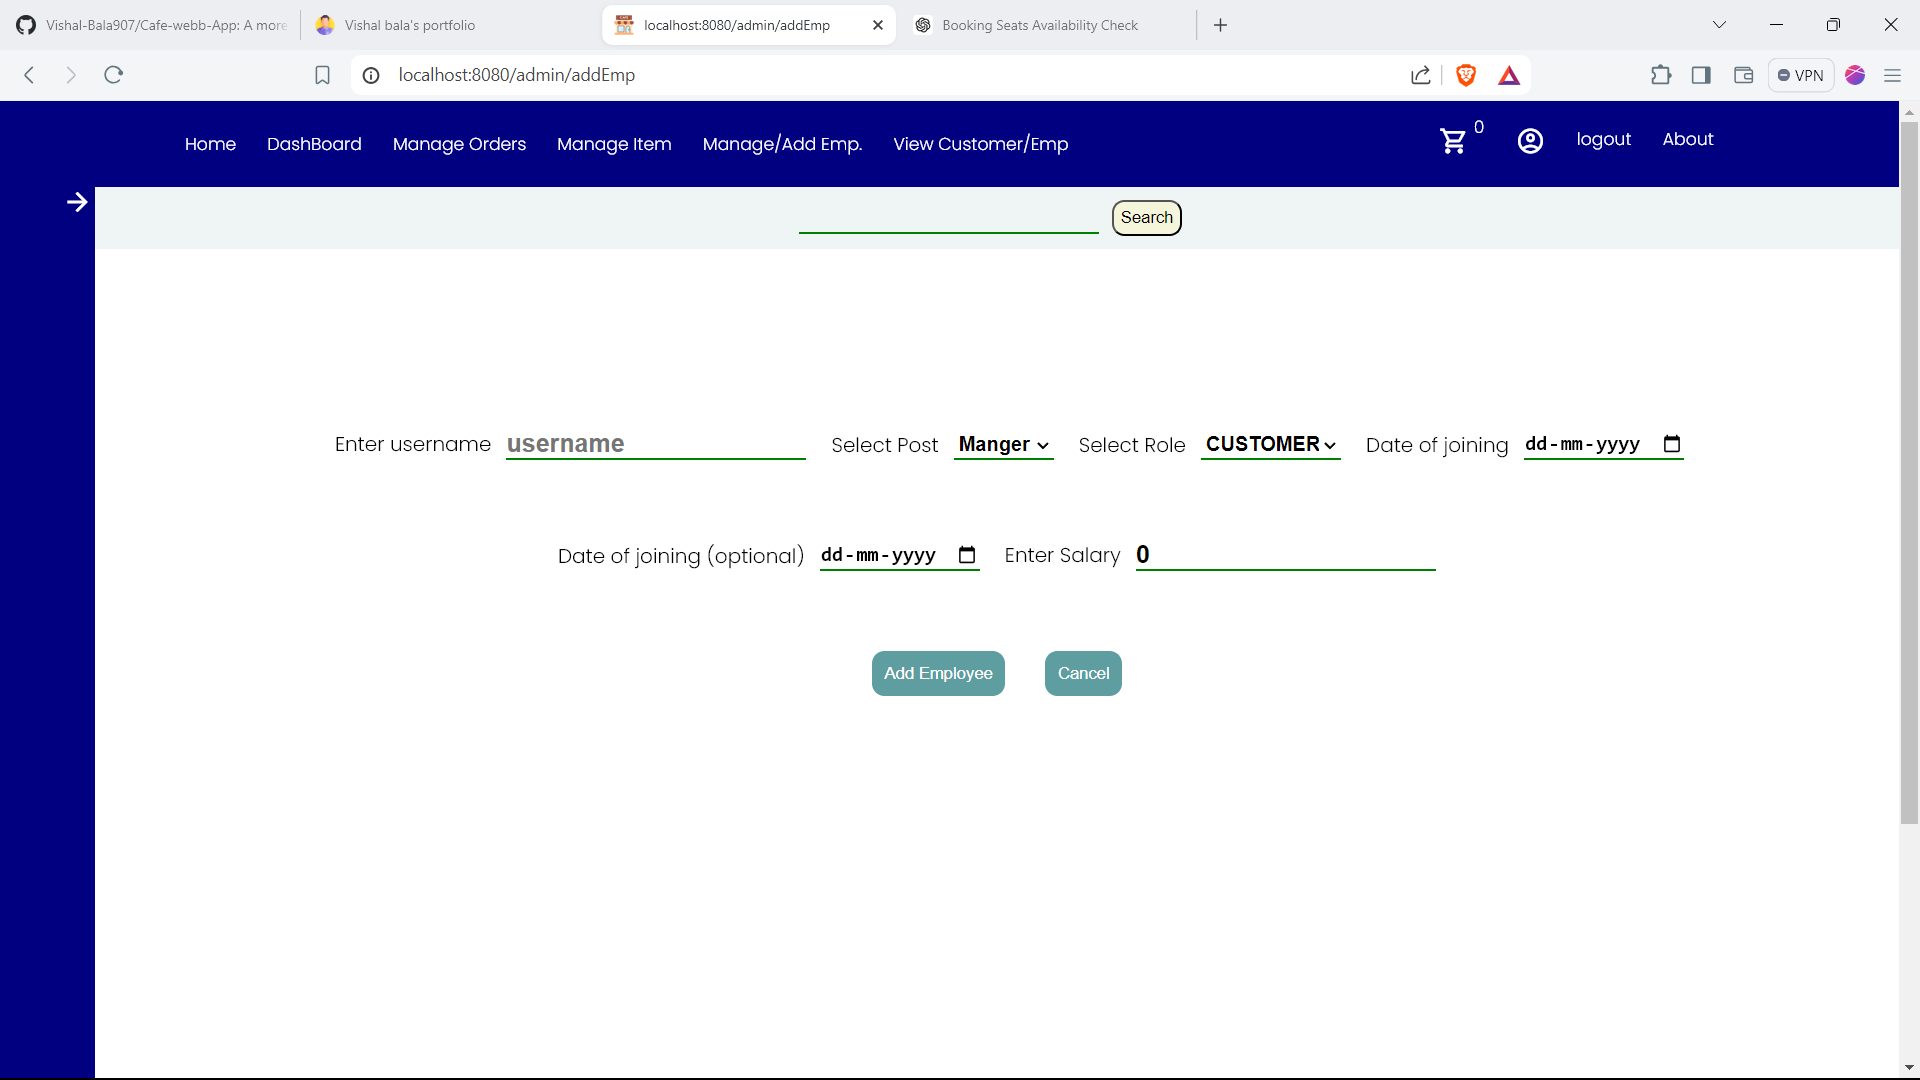 Vishal-Bala907/Cafe-webb-App: A more
Vishal bala's portfolio
localhost:8080/admin/addEmp
Booking Seats Availability Check
localhost:8080/admin/addEmp
VPN
Home DashBoard Manage Orders Manage Item Manage/Add Emp. View Customer/Emp 0 logout About
Search
Enter username username Select Post Manger Select Role CUSTOMER Date of joining dd-mm-yyyy
Date of joining (optional) dd-mm-yyyy Enter Salary 0
Add Employee Cancel